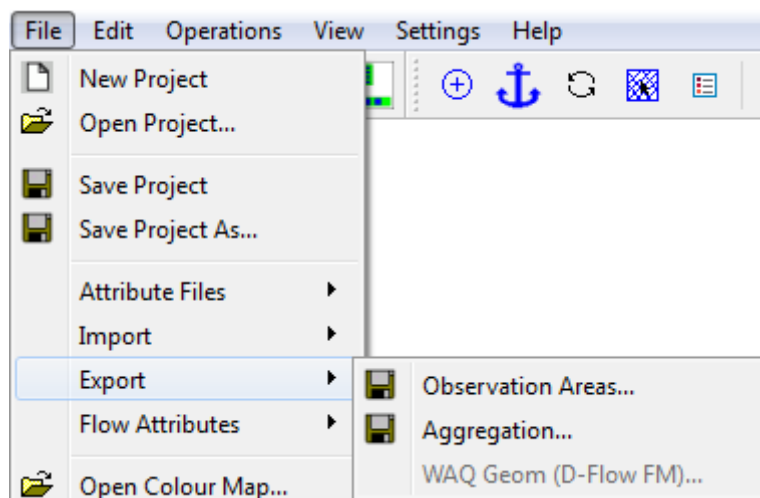 File Edit Operations View Settings Help
New Project
Open Project...
Save Project
Save Project As...
Attribute Files
Import
Export
Flow Attributes
Open Colour Map...
Observation Areas...
Aggregation...
WAQ Geom (D-Flow FM)...